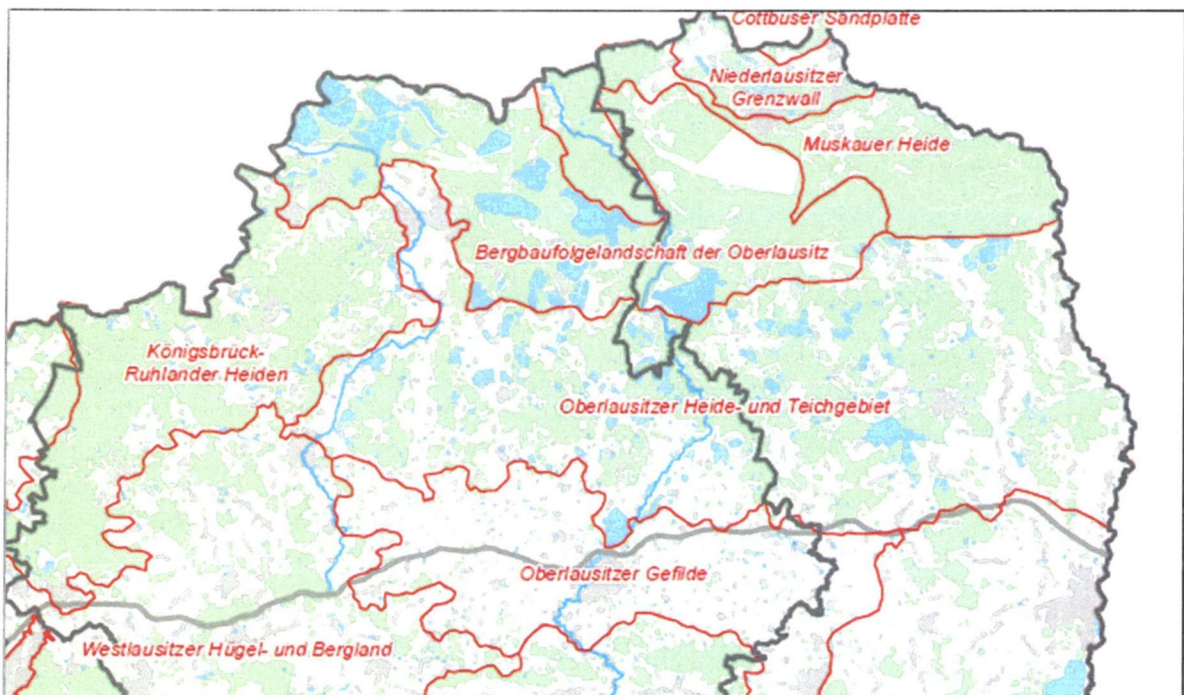 Cottbuser Sandplatte
Niederlausitzer
Grenzwall
Muskauer Heide
Bergbaufolgelandschaft der Oberlausitz
Königsbrück-
Ruhlander Heiden
Oberlausitzer Heide- und Teichgebiet
Oberlausitzer Gefilde
Westlausitzer Hügel- und Bergland